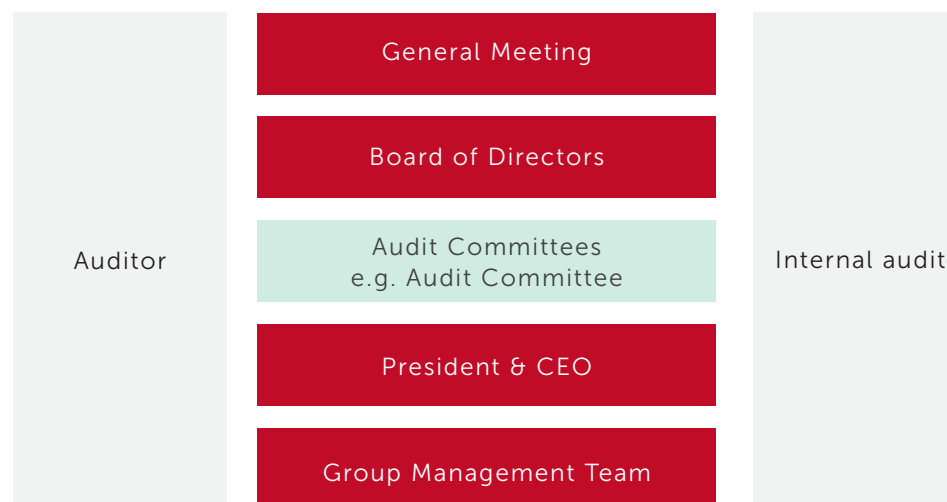 General Meeting
Board of Directors
Auditor
Audit Committees
e.g. Audit Committee
Internal audit
President & CEO
Group Management Team